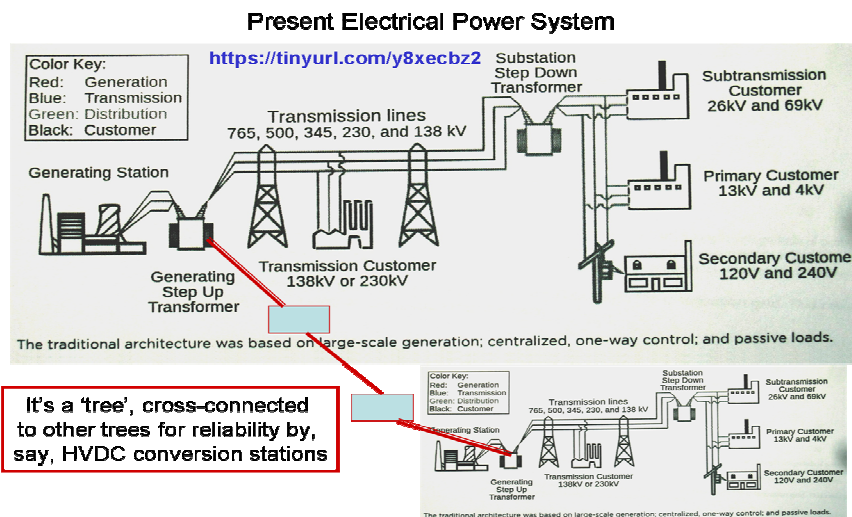 Present Electrical Power System
https://tinyurl.com/y8xecbz2
Color Key:
Red: Generation
Blue: Transmission
Green: Distribution
Black: Customer
Substation
Step Down
Transformer
Subtransmission
Customer
26kV and 69kV
Transmission lines
765, 500, 345, 230, and 138 kV
Generating Station
Primary Customer
13kV and 4kV
Secondary Custome
120V and 240V
Transmission Customer
138kV or 230kV
Generating
Step Up
Transformer
The traditional architecture was based on large-scale generation; centralized, one-way control; and passive loads.
It's a 'tree', cross-connected
to other trees for reliability by,
say, HVDC conversion stations
Color Key:
Red: Generation
Blue: Transmission
Green: Distribution
Black: Customer
Substation
Step Down
Transformer
Subtransmission
Customer
26kV and 69kV
Transmission lines
765, 500, 345, 230, and 138 kV
Generating Station
Primary Customer
13kV and 4kV
Secondary Customer
120V and 240V
Transmission Customer
138kV or 230kV
Generating
Step Up
Transformer
The traditional architecture was based on large-scale generation; centralized, one-way control; and passive loads.